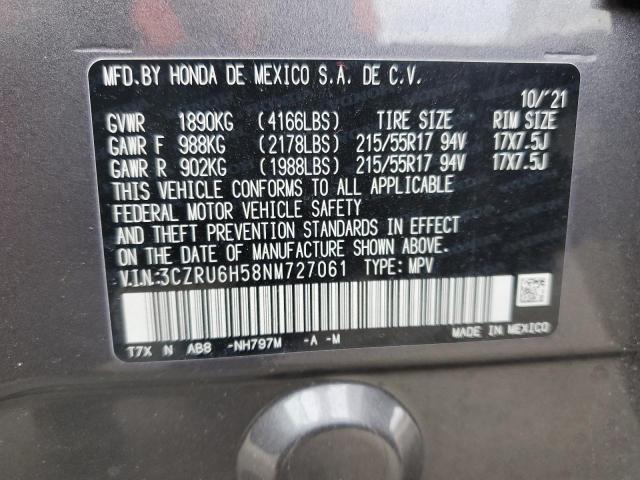 MFD.BY HONDA DE MEXICO S.A. DE C.V.
10/'21
GVWR 1890KG (4166LBS) TIRE SIZE RIM SIZE
GAWR F 988KG (2178LBS) 215/55R17 94V 17X7.5J
GAWR R 902KG (1988LBS) 215/55R17 94V 17X7.5J
THIS VEHICLE CONFORMS TO ALL APPLICABLE
FEDERAL MOTOR VEHICLE SAFETY
AND THEFT PREVENTION STANDARDS IN EFFECT
ON THE DATE OF MANUFACTURE SHOWN ABOVE.
V.I.N:3CZRU6H58NM727061 TYPE: MPV
T7X N AB8 -NH797M -A -M MADE IN MEXICO